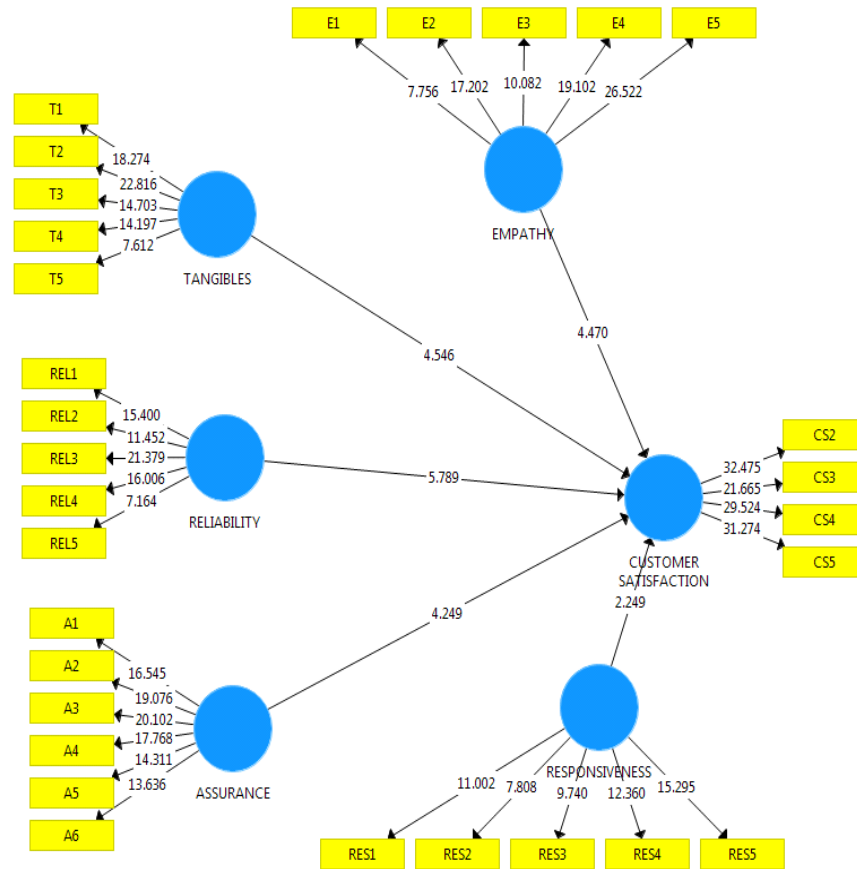 E1
E2
E3
E4
E5
7.756
17.202
10.082
19.102
26.522
EMPATHY
T1
T2
T3
T4
T5
18.274
22.816
14.703
14.197
7.612
TANGIBLES
4.546
4.470
REL1
REL2
REL3
REL4
REL5
15.400
11.452
21.379
16.006
7.164
RELIABILITY
5.789
CS2
CS3
CS4
CS5
32.475
21.665
29.524
31.274
CUSTOMER
SATISFACTION
A1
A2
A3
A4
A5
A6
16.545
19.076
20.102
17.768
14.311
13.636
ASSURANCE
4.249
2.249
RESPONSIVENESS
11.002
7.808
9.740
12.360
15.295
RES1
RES2
RES3
RES4
RES5